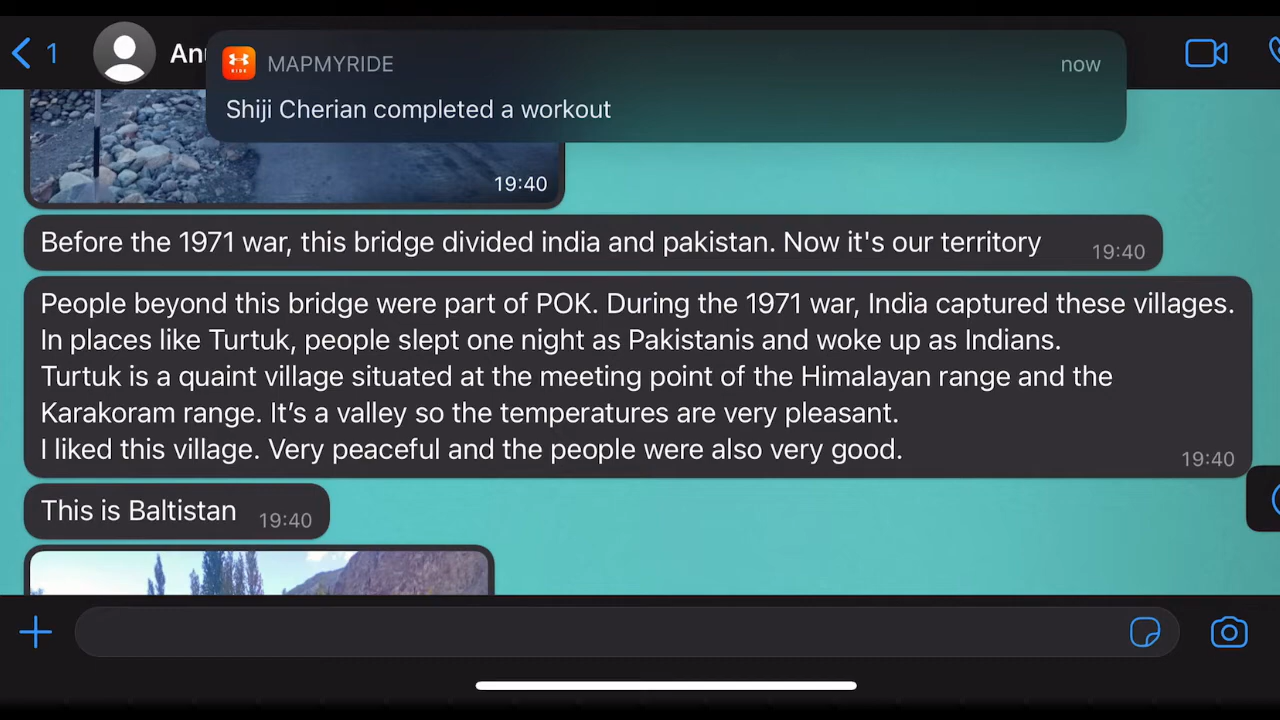 1
MAPMYRIDE
now
Shiji Cherian completed a workout
19:40
Before the 1971 war, this bridge divided india and pakistan. Now it's our territory
19:40
People beyond this bridge were part of POK. During the 1971 war, India captured these villages.
In places like Turtuk, people slept one night as Pakistanis and woke up as Indians.
Turtuk is a quaint village situated at the meeting point of the Himalayan range and the
Karakoram range. It’s a valley so the temperatures are very pleasant.
I liked this village. Very peaceful and the people were also very good.
19:40
This is Baltistan
19:40